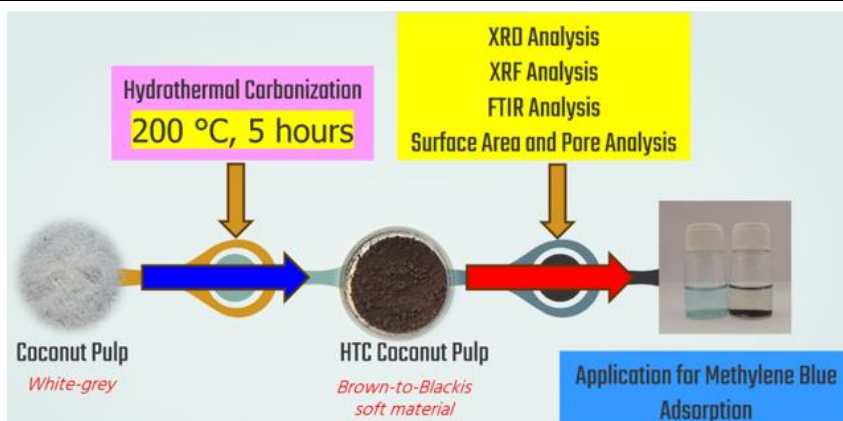 Hydrothermal Carbonization
200 °C, 5 hours
XRD Analysis
XRF Analysis
FTIR Analysis
Surface Area and Pore Analysis
Coconut Pulp
White-grey
HTC Coconut Pulp
Brown-to-Blackis
soft material
Application for Methylene Blue
Adsorption